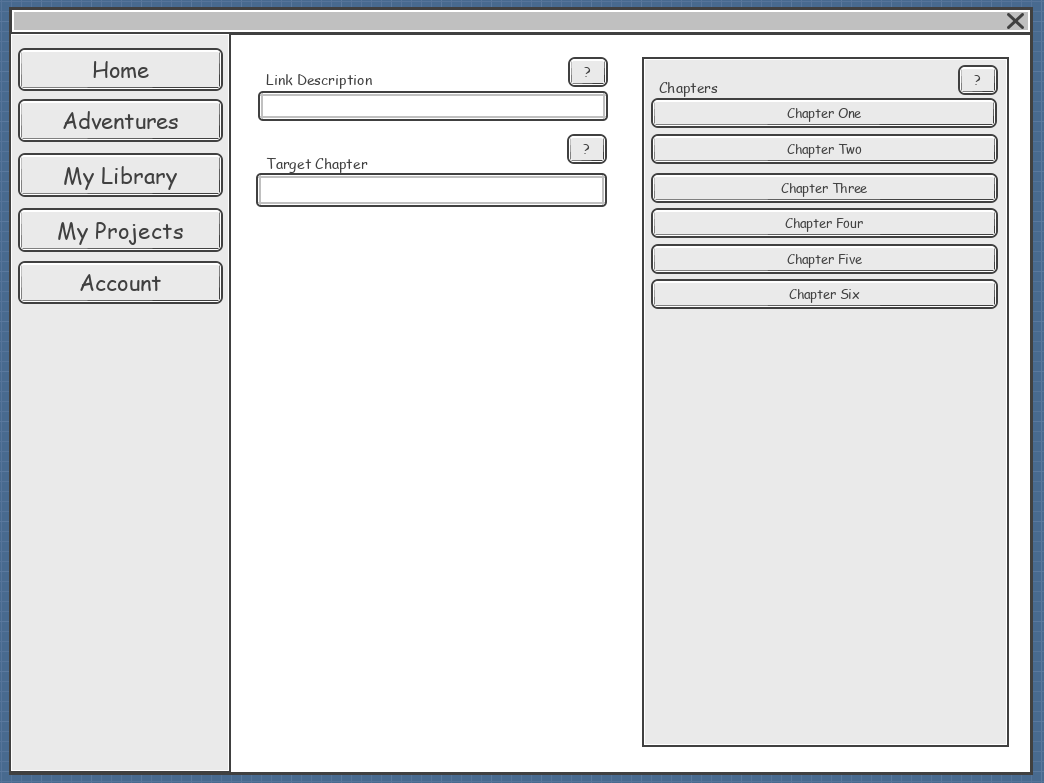 Home
Adventures
My Library
My Projects
Account
Link Description
?
Target Chapter
?
Chapters
?
Chapter One
Chapter Two
Chapter Three
Chapter Four
Chapter Five
Chapter Six